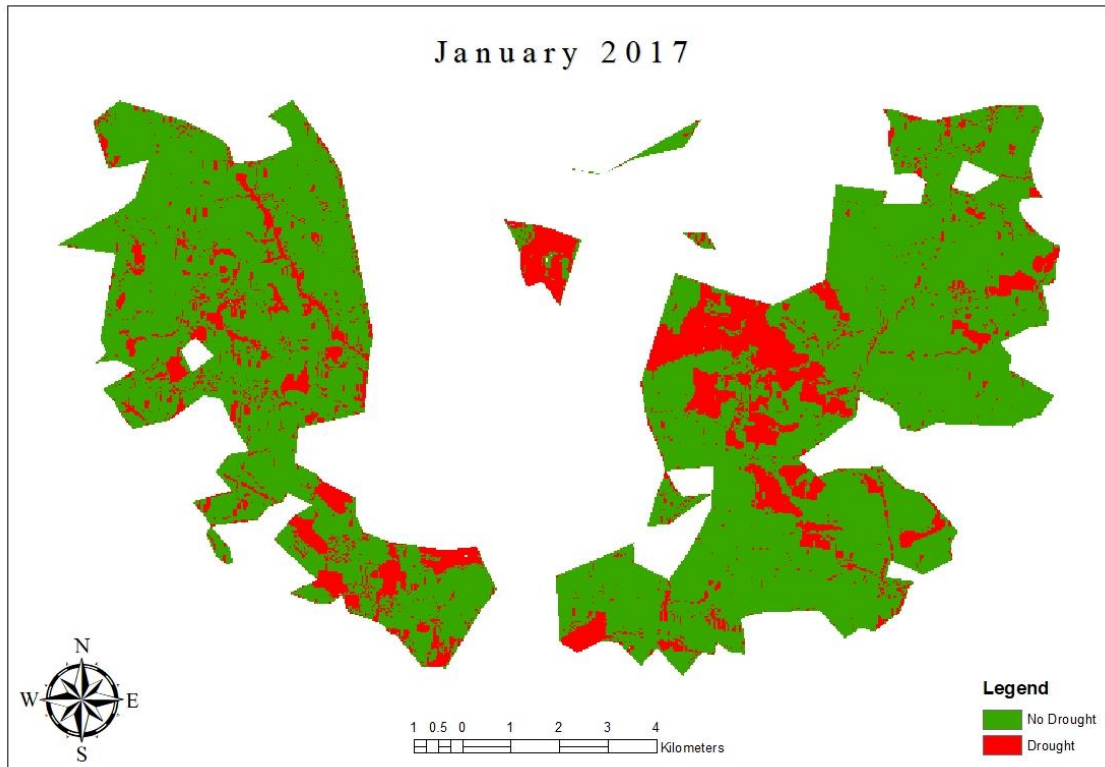 January 2017
N
W E
S
1 0.5 0 1 2 3 4
Kilometers
Legend
No Drought
Drought